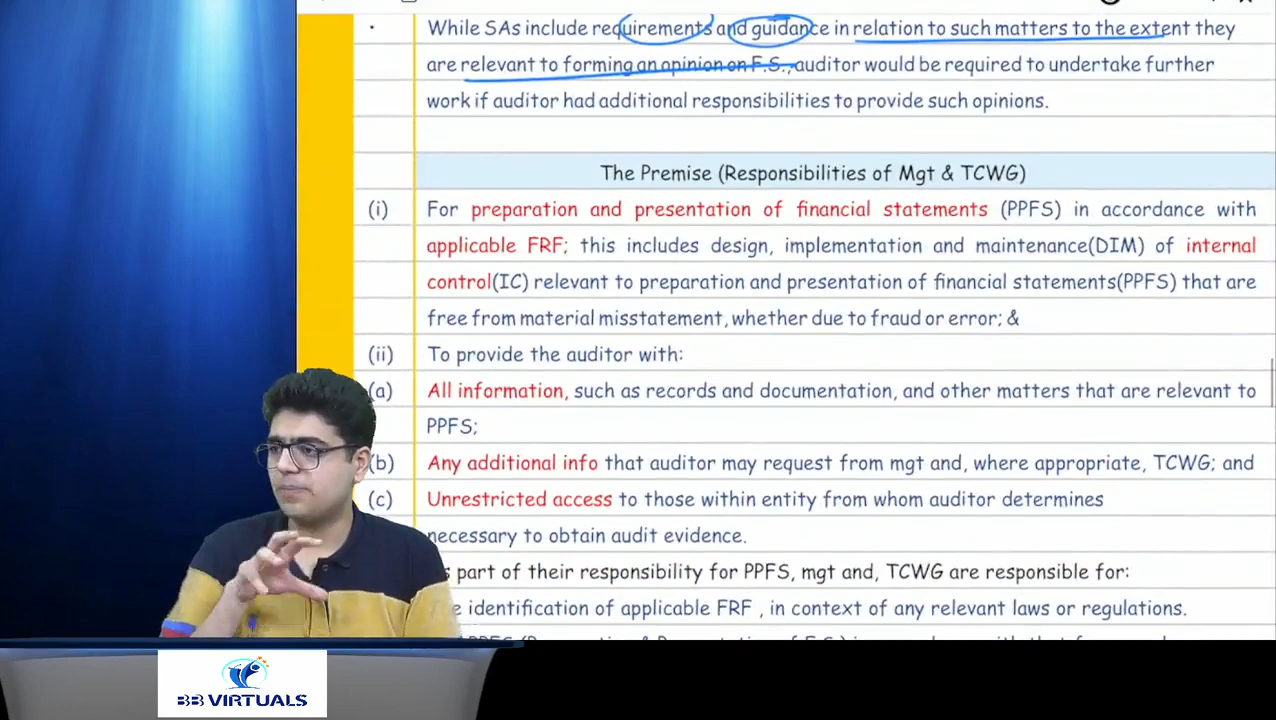 While SAs include requirements and guidance in relation to such matters to the extent they
are relevant to forming an opinion on F.S., auditor would be required to undertake further
work if auditor had additional responsibilities to provide such opinions.
The Premise (Responsibilities of Mgt & TCWG)
(i) For preparation and presentation of financial statements (PPFS) in accordance with
applicable FRF; this includes design, implementation and maintenance(DIM) of internal
control(IC) relevant to preparation and presentation of financial statements(PPFS) that are
free from material misstatement, whether due to fraud or error; &
(ii) To provide the auditor with:
(a) All information, such as records and documentation, and other matters that are relevant to
PPFS;
(b) Any additional info that auditor may request from mgt and, where appropriate, TCWG; and
(c) Unrestricted access to those within entity from whom auditor determines
necessary to obtain audit evidence.
part of their responsibility for PPFS, mgt and, TCWG are responsible for:
identification of applicable FRF , in context of any relevant laws or regulations.
BB VIRTUALS